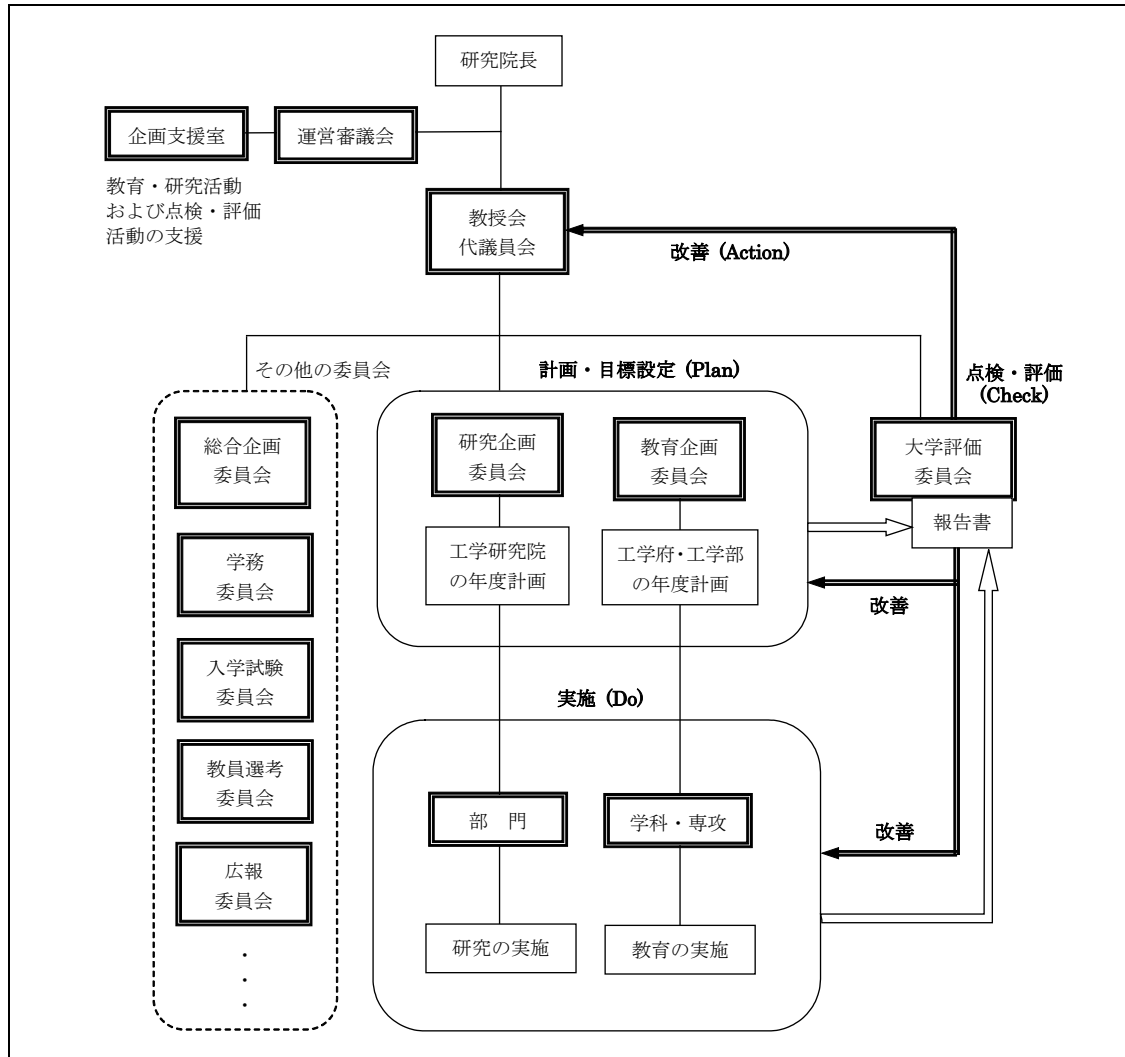 研究院長
企画支援室
運営審議会
教育・研究活動
および点検・評価
活動の支援
教授会
代議員会
改善 (Action)
その他の委員会
計画・目標設定 (Plan)
点検・評価
(Check)
総合企画
委員会
研究企画
委員会
教育企画
委員会
大学評価
委員会
報告書
学務
委員会
工学研究院
の年度計画
工学府・工学部
の年度計画
改善
入学試験
委員会
実施 (Do)
教員選考
委員会
部　門
学科・専攻
改善
広報
委員会
研究の実施
教育の実施
・
・
・